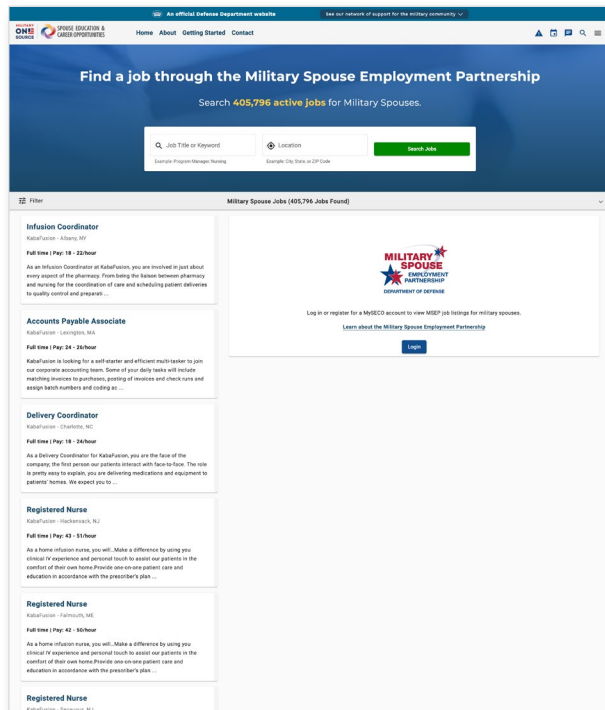 An official Defense Department website
See our network of support for the military community
MILITARY
ONE
SOURCE
SPOUSE EDUCATION &
CAREER OPPORTUNITIES
Home About Getting Started Contact
Find a job through the Military Spouse Employment Partnership
Search 405,796 active jobs for Military Spouses.
Job Title or Keyword
Example: Program Manager, Nursing
Location
Example: City, State, or ZIP Code
Search Jobs
Filter
Military Spouse Jobs (405,796 Jobs Found)
Infusion Coordinator
KabaFusion - Albany, NY
Full time | Pay: 18 - 22/hour
As an Infusion Coordinator at KabaFusion, you are involved in just about
every aspect of the pharmacy. From being the liaison between pharmacy
and nursing for the coordination of care and scheduling patient deliveries
to quality control and preparati ...
Accounts Payable Associate
KabaFusion - Lexington, MA
Full time | Pay: 24 - 26/hour
KabaFusion is looking for a self-starter and efficient multi-tasker to join
our corporate accounting team. Some of your daily tasks will include
matching invoices to purchases, posting of invoices and check runs and
assign batch numbers and coding ac ...
Delivery Coordinator
KabaFusion - Charlotte, NC
Full time | Pay: 18 - 24/hour
As a Delivery Coordinator for KabaFusion, you are the face of the
company; the first person our patients interact with face-to-face. The role
is pretty easy to explain, you are delivering medications and equipment to
patients' homes. We expect you to ...
Registered Nurse
KabaFusion - Hackensack, NJ
Full time | Pay: 43 - 51/hour
As a home infusion nurse, you will...Make a difference by using you
clinical IV experience and personal touch to assist our patients in the
comfort of their own home.Provide one-on-one patient care and
education in accordance with the prescriber's plan ...
Registered Nurse
KabaFusion - Falmouth, ME
Full time | Pay: 42 - 50/hour
As a home infusion nurse, you will...Make a difference by using you
clinical IV experience and personal touch to assist our patients in the
comfort of their own home.Provide one-on-one patient care and
education in accordance with the prescriber's plan ...
Registered Nurse
MILITARY
SPOUSE
EMPLOYMENT
PARTNERSHIP
DEPARTMENT OF DEFENSE
Log in or register for a MySECO account to view MSEP job listings for military spouses.
Learn about the Military Spouse Employment Partnership
Login